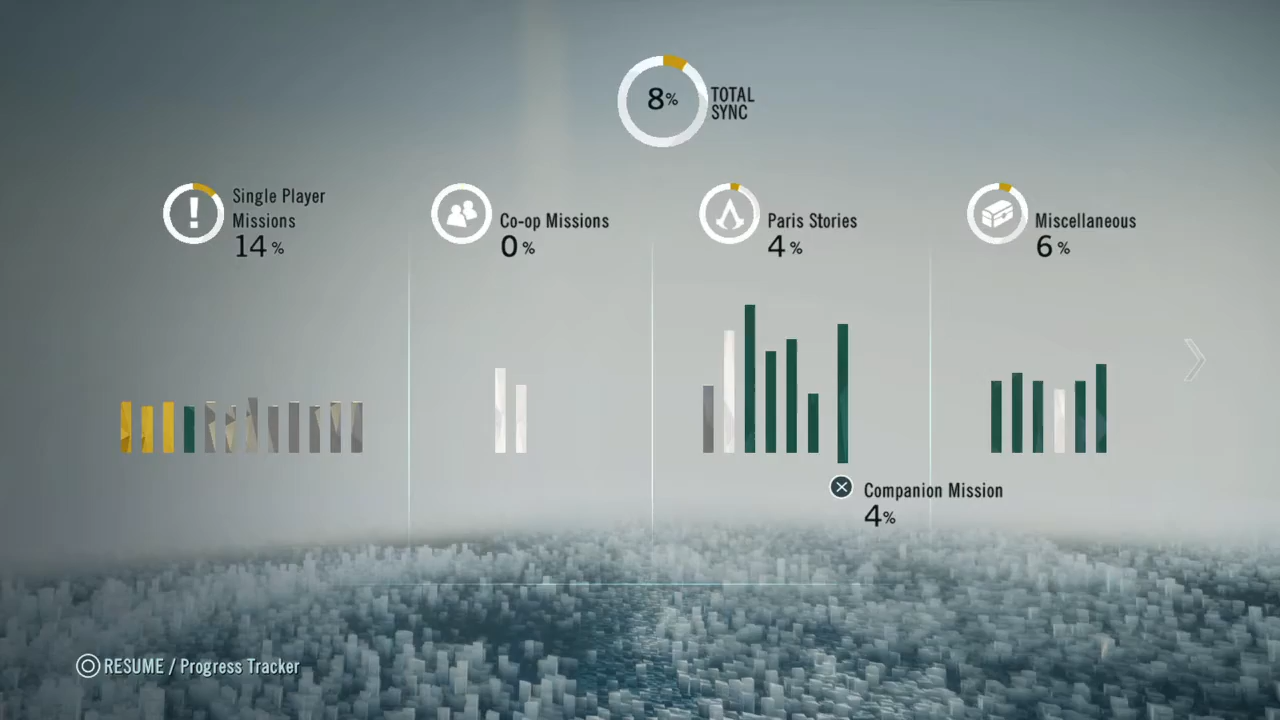 8%
TOTAL
SYNC
Single Player
Missions
14 %
Co-op Missions
0 %
Paris Stories
4 %
Miscellaneous
6 %
Companion Mission
4%
RESUME / Progress Tracker